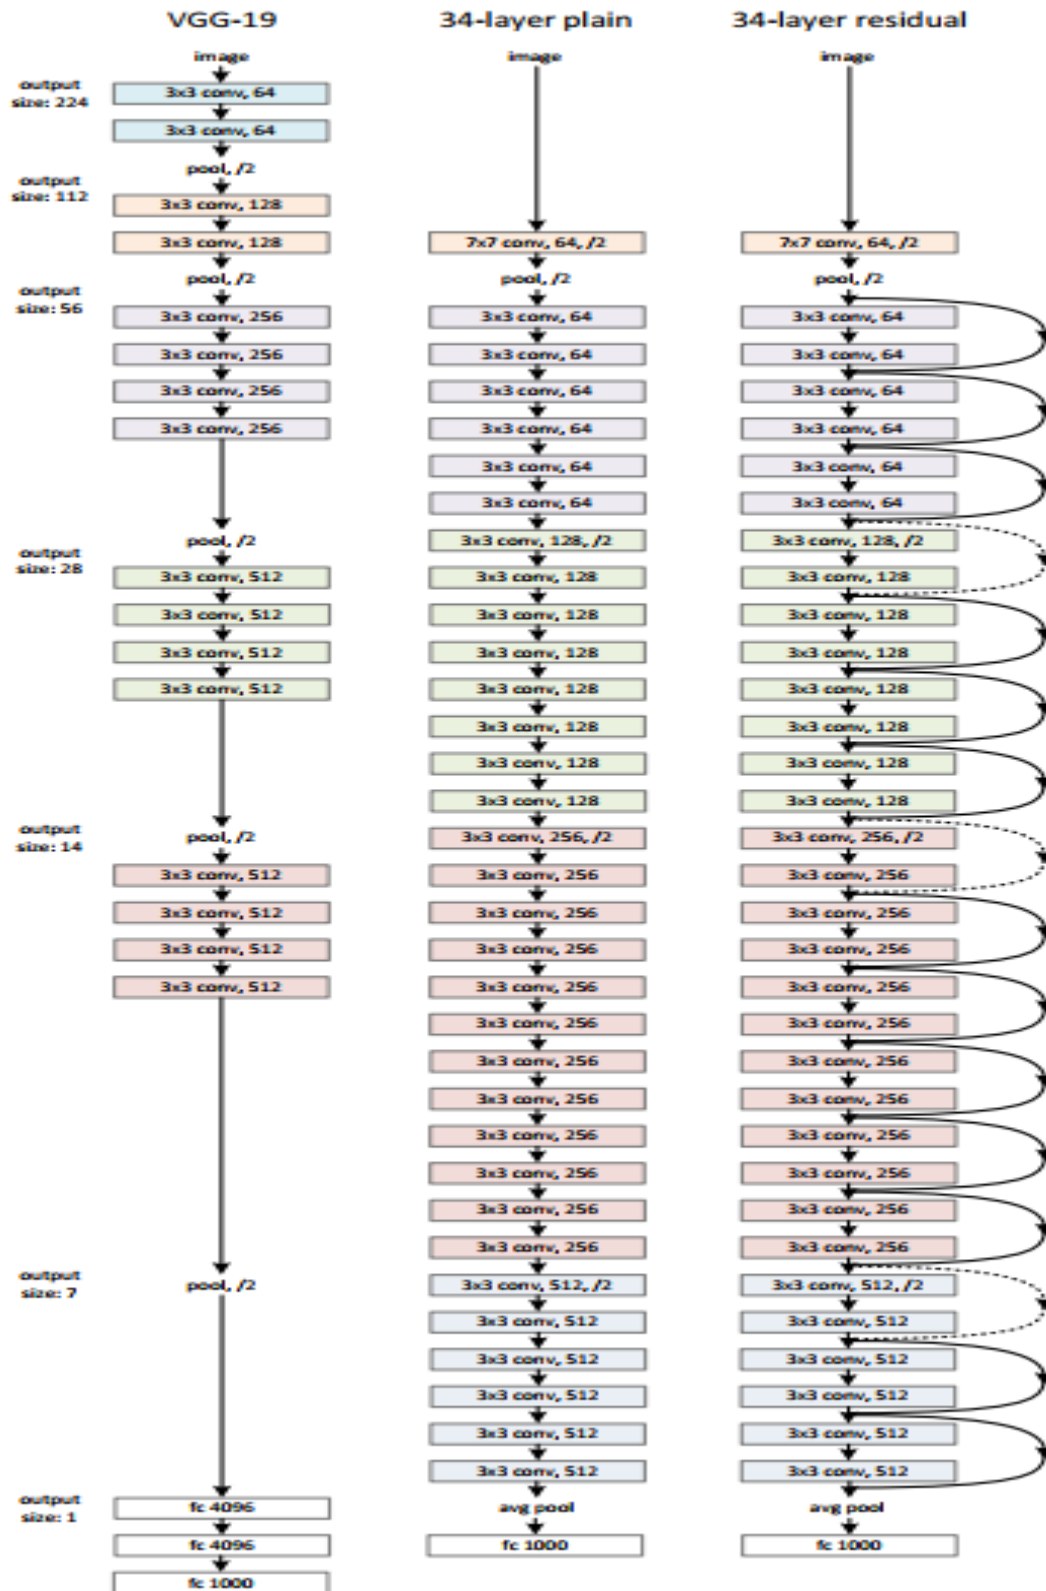 VGG-19
34-layer plain
34-layer residual
output
size: 224
output
size: 112
output
size: 56
output
size: 28
output
size: 14
output
size: 7
output
size: 1
image
3x3 conv, 64
3x3 conv, 64
pool, /2
3x3 conv, 128
3x3 conv, 128
pool, /2
3x3 conv, 256
3x3 conv, 256
3x3 conv, 256
3x3 conv, 256
pool, /2
3x3 conv, 512
3x3 conv, 512
3x3 conv, 512
3x3 conv, 512
pool, /2
3x3 conv, 512
3x3 conv, 512
3x3 conv, 512
3x3 conv, 512
pool, /2
fc 4096
fc 4096
fc 1000
image
7x7 conv, 64, /2
pool, /2
3x3 conv, 64
3x3 conv, 64
3x3 conv, 64
3x3 conv, 64
3x3 conv, 64
3x3 conv, 64
3x3 conv, 128, /2
3x3 conv, 128
3x3 conv, 128
3x3 conv, 128
3x3 conv, 128
3x3 conv, 128
3x3 conv, 128
3x3 conv, 128
3x3 conv, 256, /2
3x3 conv, 256
3x3 conv, 256
3x3 conv, 256
3x3 conv, 256
3x3 conv, 256
3x3 conv, 256
3x3 conv, 256
3x3 conv, 256
3x3 conv, 256
3x3 conv, 256
3x3 conv, 256
3x3 conv, 512, /2
3x3 conv, 512
3x3 conv, 512
3x3 conv, 512
3x3 conv, 512
3x3 conv, 512
avg pool
fc 1000
image
7x7 conv, 64, /2
pool, /2
3x3 conv, 64
3x3 conv, 64
3x3 conv, 64
3x3 conv, 64
3x3 conv, 64
3x3 conv, 64
3x3 conv, 128, /2
3x3 conv, 128
3x3 conv, 128
3x3 conv, 128
3x3 conv, 128
3x3 conv, 128
3x3 conv, 128
3x3 conv, 128
3x3 conv, 256, /2
3x3 conv, 256
3x3 conv, 256
3x3 conv, 256
3x3 conv, 256
3x3 conv, 256
3x3 conv, 256
3x3 conv, 256
3x3 conv, 256
3x3 conv, 256
3x3 conv, 256
3x3 conv, 256
3x3 conv, 512, /2
3x3 conv, 512
3x3 conv, 512
3x3 conv, 512
3x3 conv, 512
3x3 conv, 512
avg pool
fc 1000